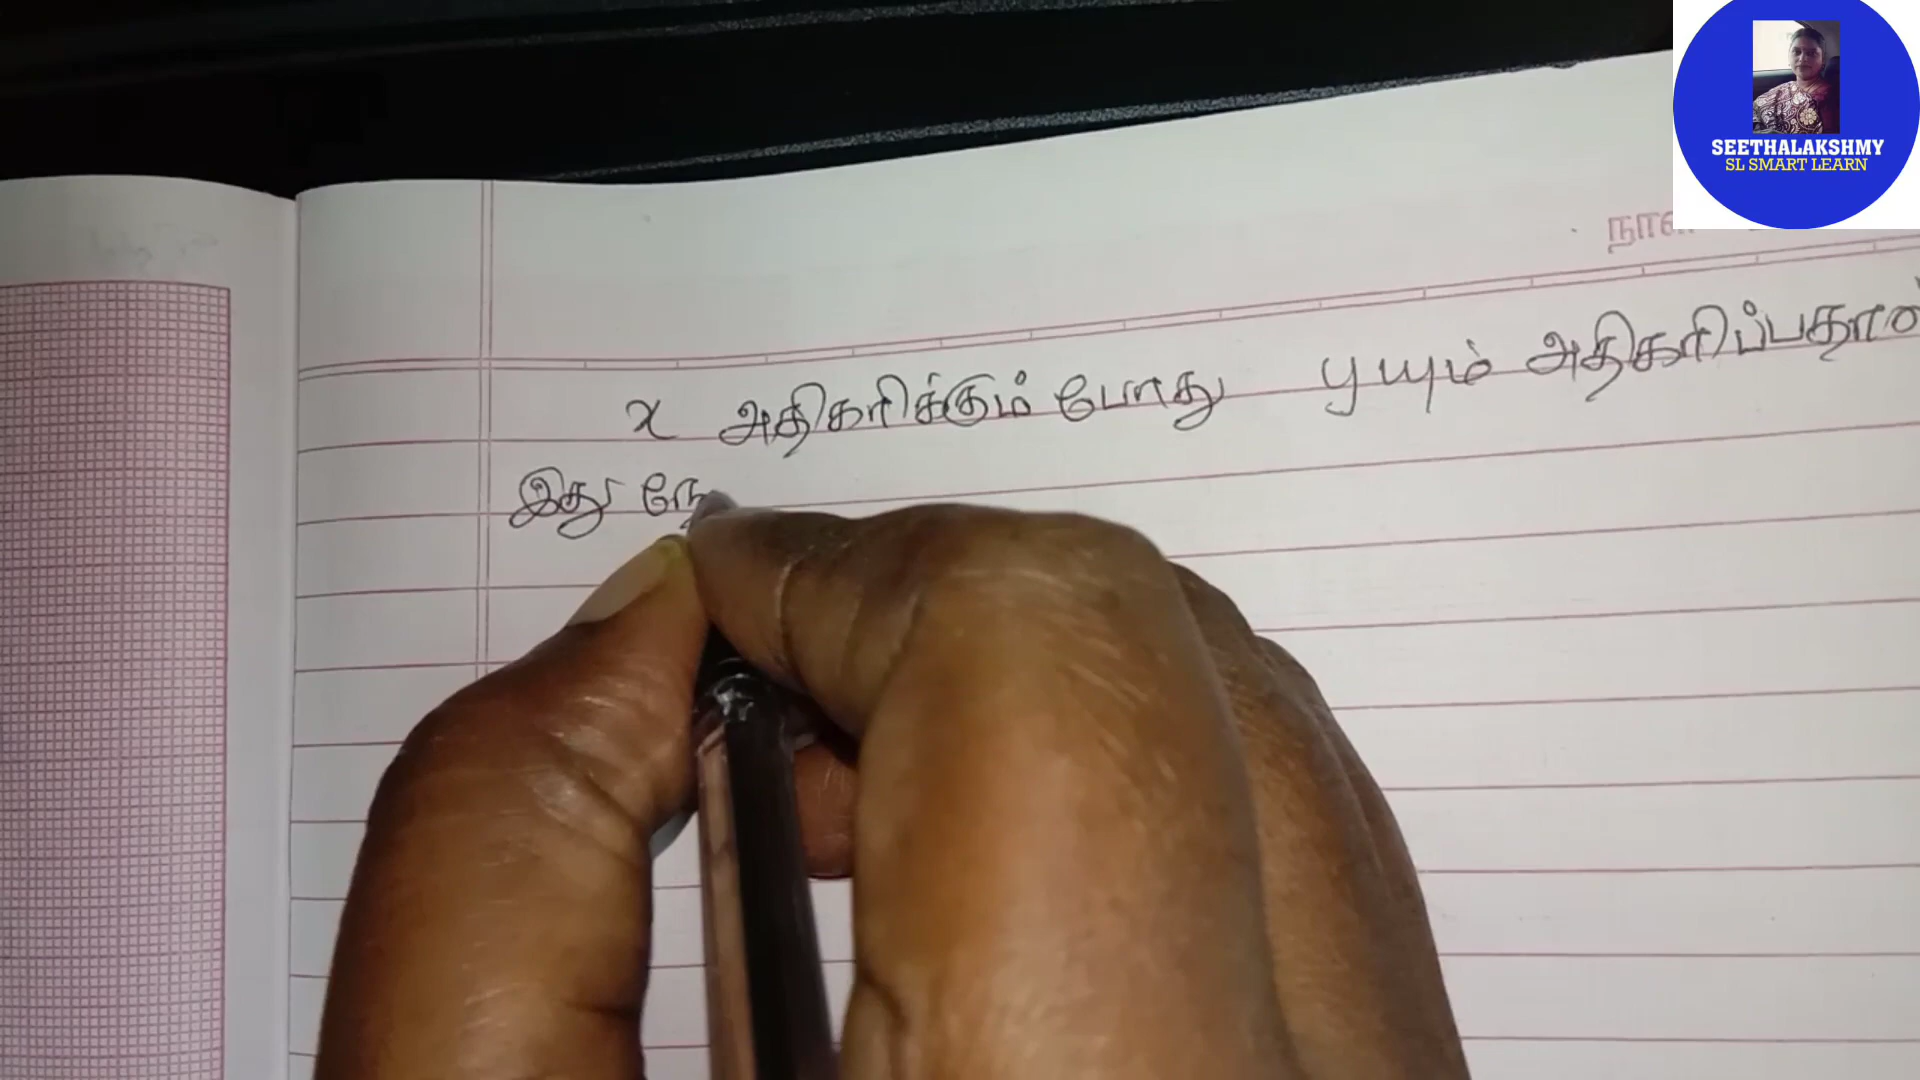 SEETHALAKSHMY
SL SMART LEARN
x அதிகரிக்கும் போது y யும் அதிகரிப்பதால்
இது நே